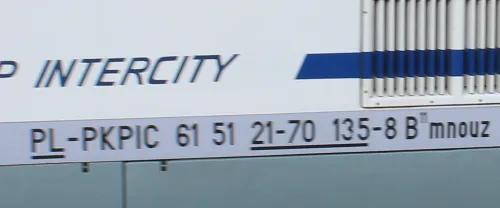 P INTERCITY
PL-PKPIC 61 51 21-70 135-8 B¹¹mnouz